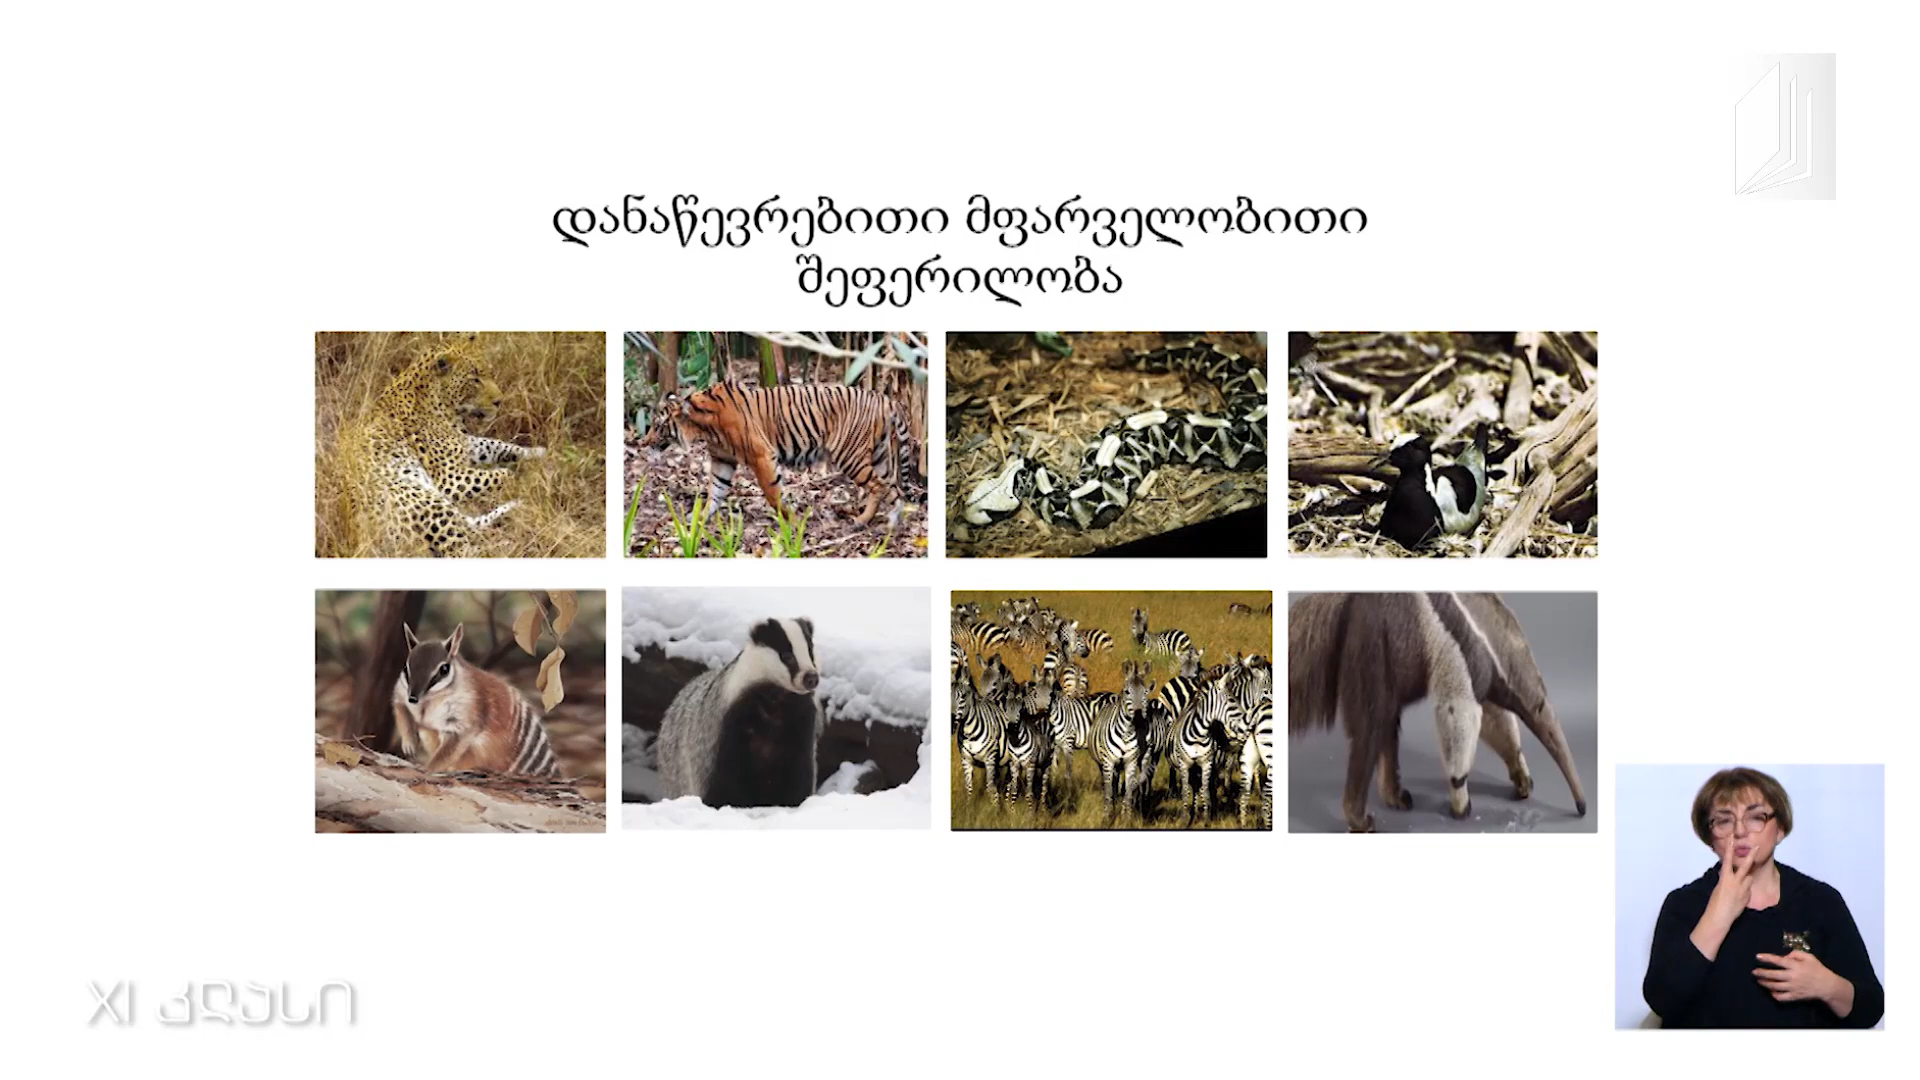 დანაწევრებითი მფარველობითი
შეფერილობა
XI კლასი